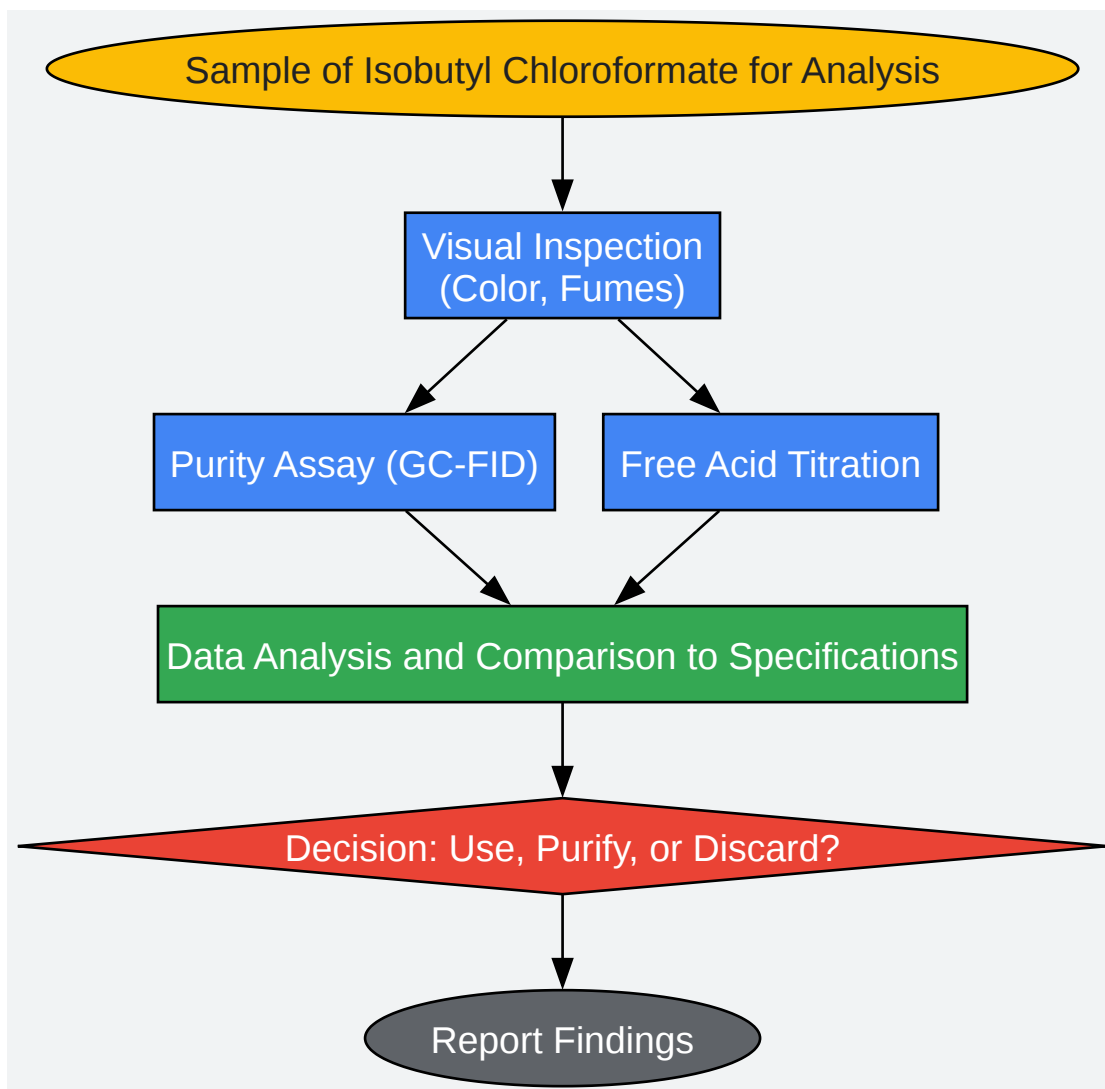 Sample of Isobutyl Chloroformate for Analysis
Visual Inspection
(Color, Fumes)
Purity Assay (GC-FID)
Free Acid Titration
Data Analysis and Comparison to Specifications
Decision: Use, Purify, or Discard?
Report Findings